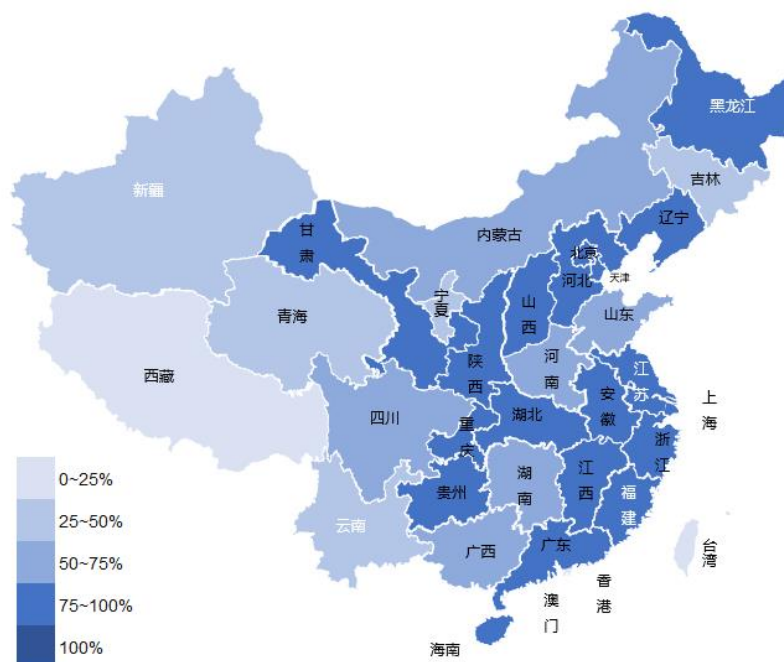 黑龙江
吉林
辽宁
新疆
甘肃
内蒙古
北京
天津
河北
宁夏
山西
山东
青海
陕西
河南
西藏
江苏
安徽
上海
四川
重庆
湖北
浙江
湖南
江西
贵州
福建
云南
广西
广东
台湾
香港
澳门
海南
0~25%
25~50%
50~75%
75~100%
100%